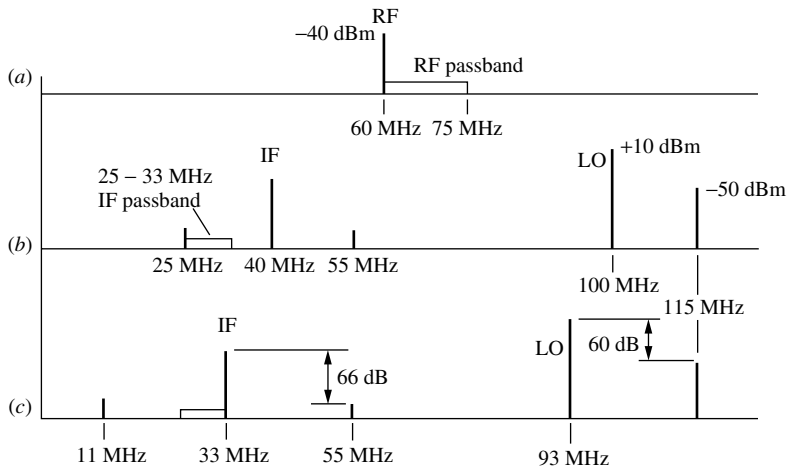 RF
−40 dBm
RF passband
(a)
60 MHz
75 MHz
IF
LO
+10 dBm
25 − 33 MHz
IF passband
−50 dBm
(b)
25 MHz
40 MHz
55 MHz
100 MHz
115 MHz
IF
LO
60 dB
66 dB
(c)
11 MHz
33 MHz
55 MHz
93 MHz